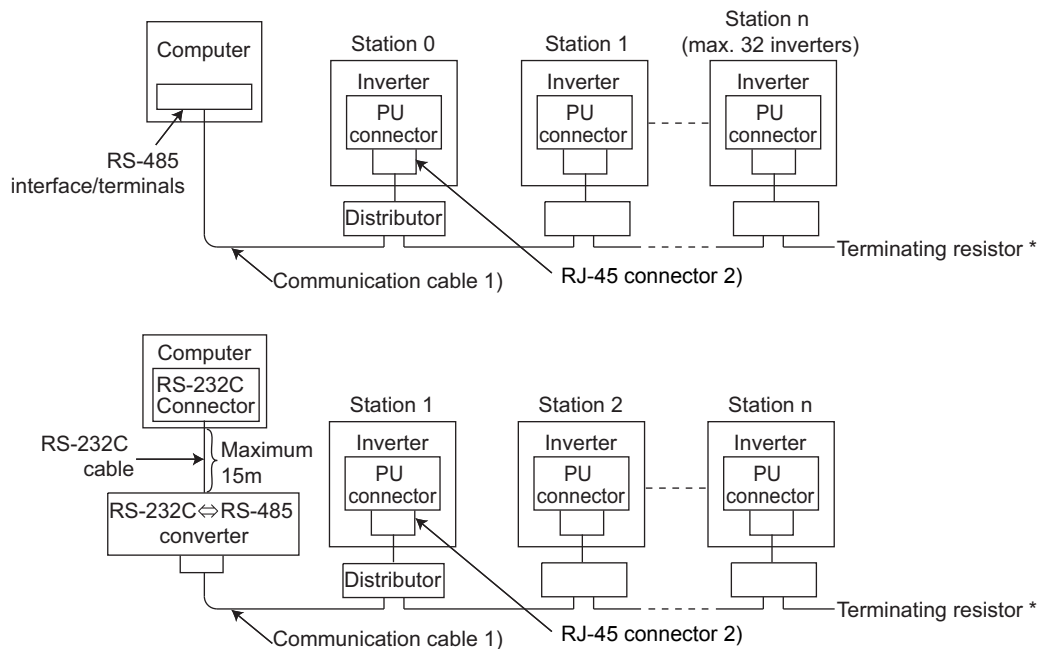 Station n
(max. 32 inverters)
Computer
Station 0
Station 1
Inverter
PU
connector
Inverter
PU
connector
Inverter
PU
connector
RS-485
interface/terminals
Distributor
Terminating resistor *
Communication cable 1)
RJ-45 connector 2)
Computer
RS-232C
Connector
Station 1
Station 2
Station n
RS-232C
cable
Maximum
15m
Inverter
PU
connector
Inverter
PU
connector
Inverter
PU
connector
RS-232C⇔RS-485
converter
Distributor
Terminating resistor *
Communication cable 1)
RJ-45 connector 2)